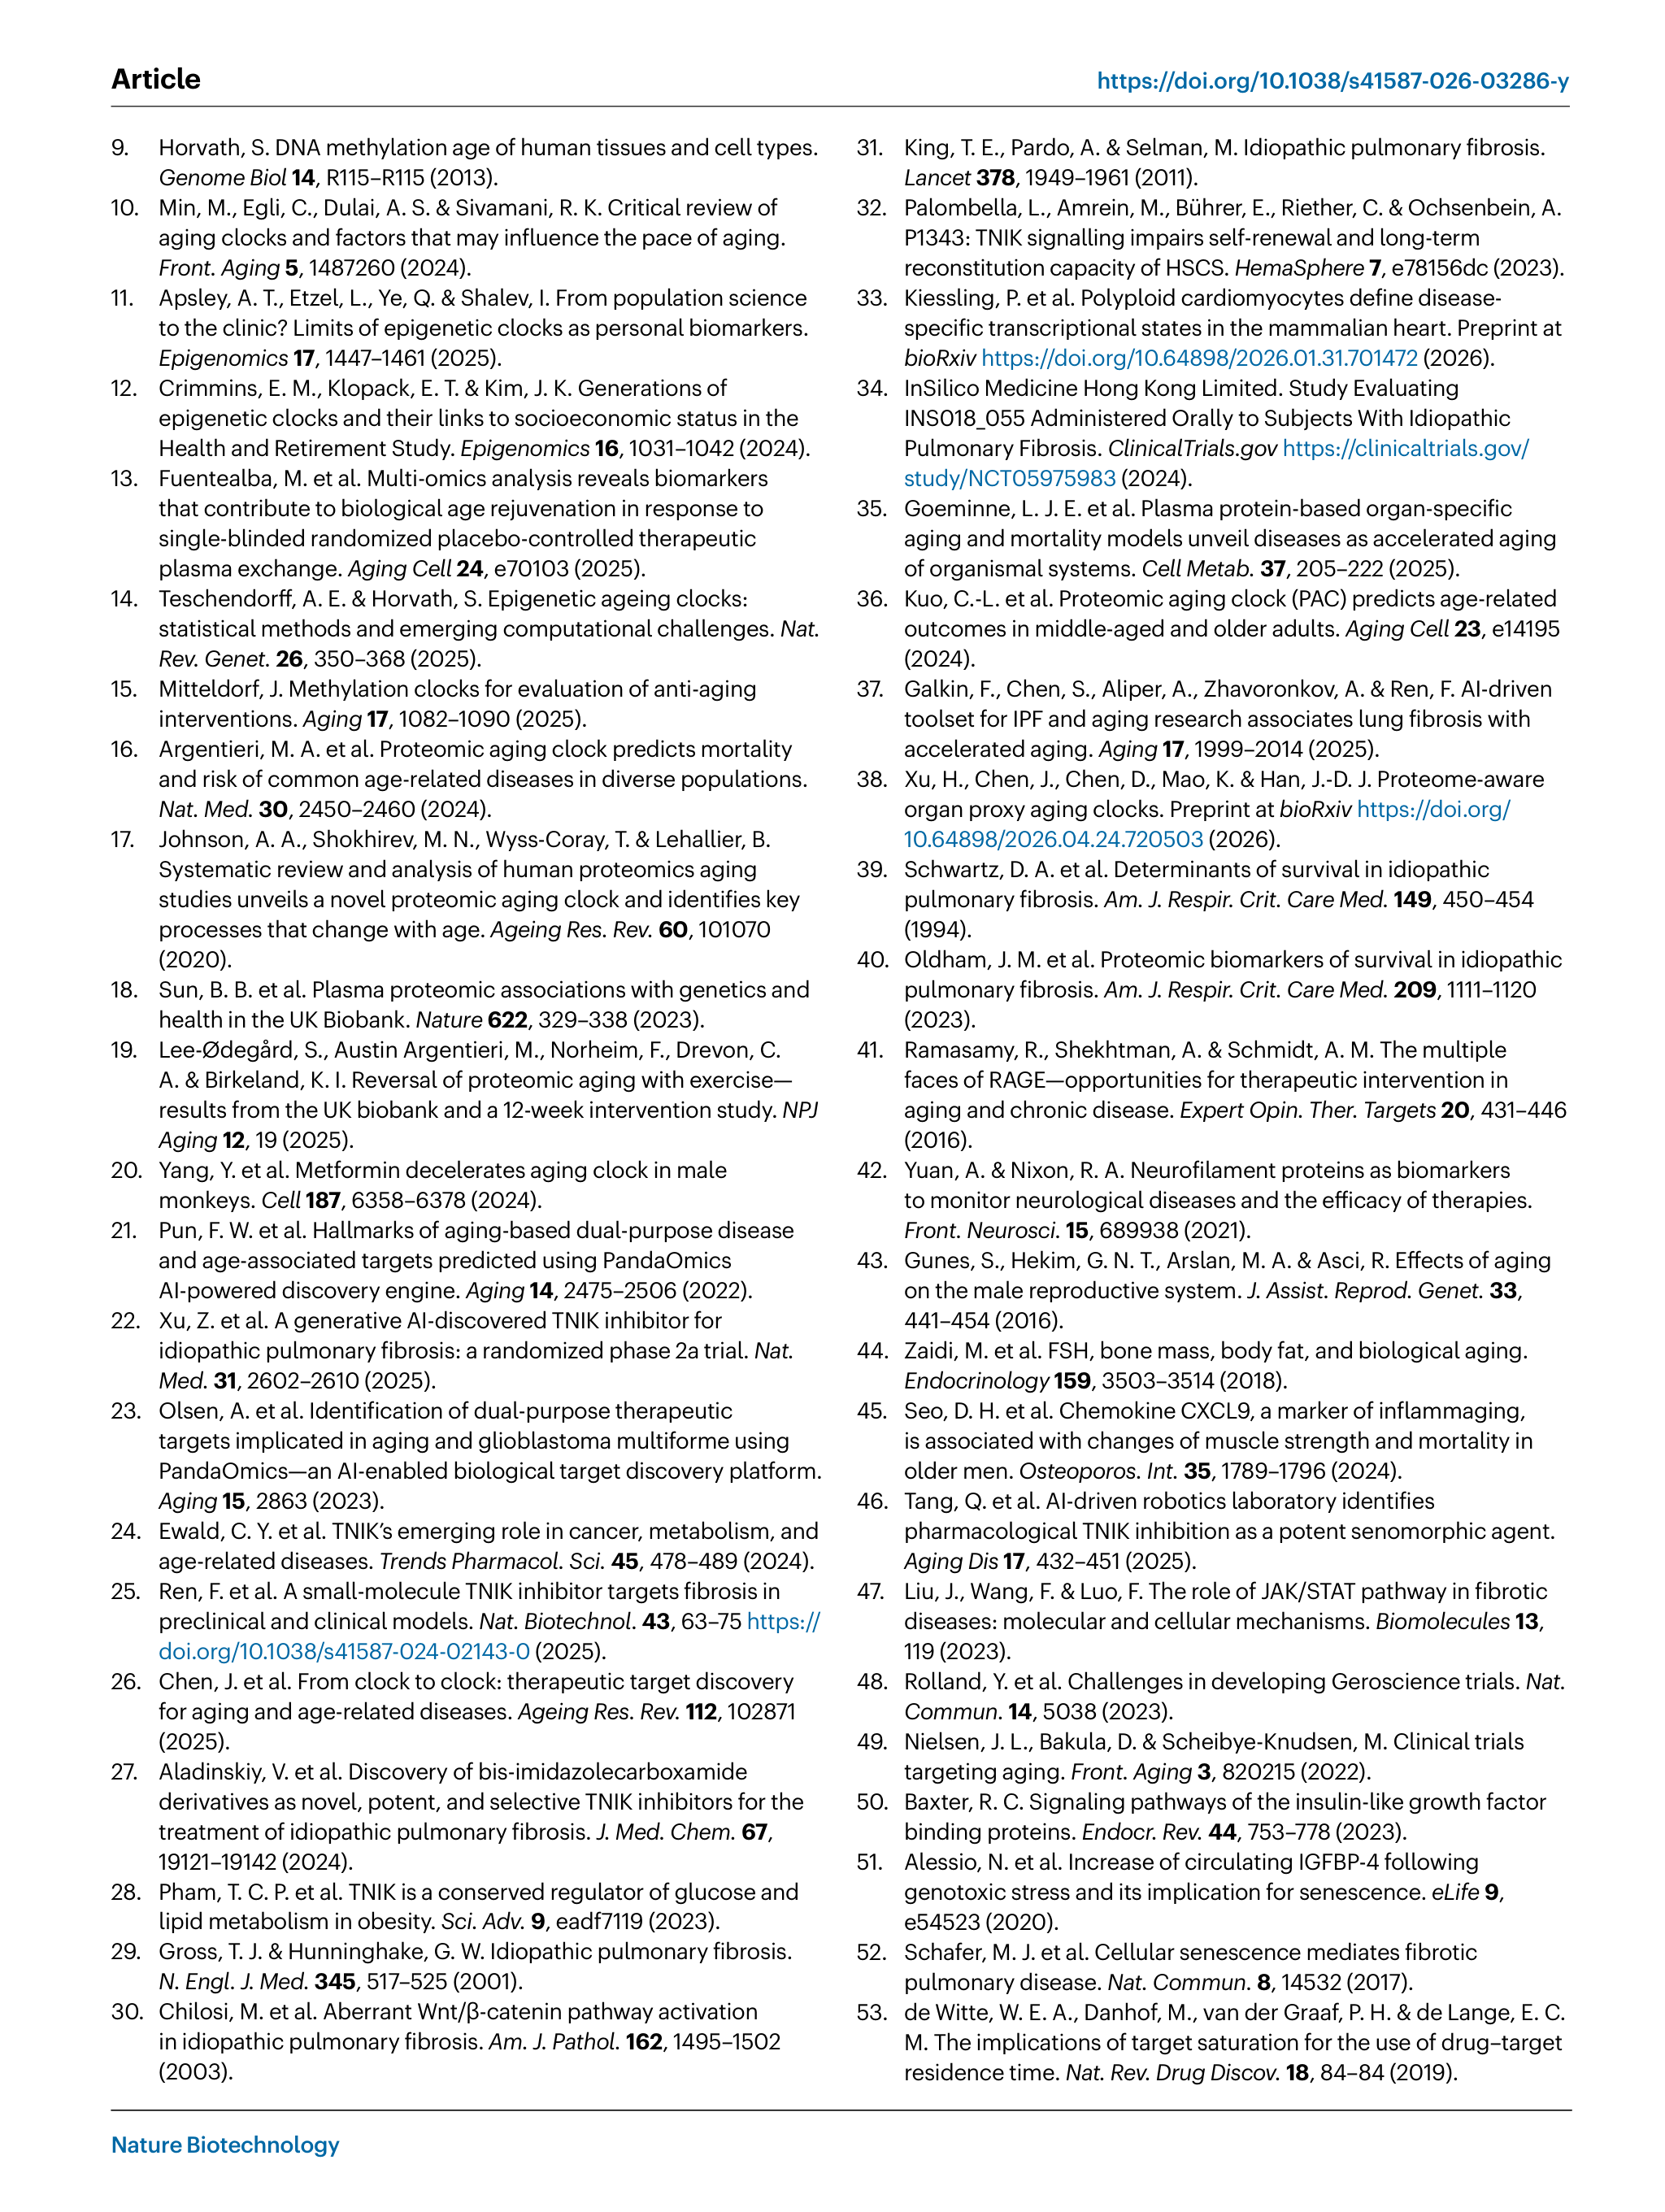 Article
https://doi.org/10.1038/s41587-026-03286-y
9. Horvath, S. DNA methylation age of human tissues and cell types.
Genome Biol 14, R115–R115 (2013).
10. Min, M., Egli, C., Dulai, A. S. & Sivamani, R. K. Critical review of
aging clocks and factors that may influence the pace of aging.
Front. Aging 5, 1487260 (2024).
11. Apsley, A. T., Etzel, L., Ye, Q. & Shalev, I. From population science
to the clinic? Limits of epigenetic clocks as personal biomarkers.
Epigenomics 17, 1447–1461 (2025).
12. Crimmins, E. M., Klopack, E. T. & Kim, J. K. Generations of
epigenetic clocks and their links to socioeconomic status in the
Health and Retirement Study. Epigenomics 16, 1031–1042 (2024).
13. Fuentealba, M. et al. Multi-omics analysis reveals biomarkers
that contribute to biological age rejuvenation in response to
single-blinded randomized placebo-controlled therapeutic
plasma exchange. Aging Cell 24, e70103 (2025).
14. Teschendorff, A. E. & Horvath, S. Epigenetic ageing clocks:
statistical methods and emerging computational challenges. Nat.
Rev. Genet. 26, 350–368 (2025).
15. Mitteldorf, J. Methylation clocks for evaluation of anti-aging
interventions. Aging 17, 1082–1090 (2025).
16. Argentieri, M. A. et al. Proteomic aging clock predicts mortality
and risk of common age-related diseases in diverse populations.
Nat. Med. 30, 2450–2460 (2024).
17. Johnson, A. A., Shokhirev, M. N., Wyss-Coray, T. & Lehallier, B.
Systematic review and analysis of human proteomics aging
studies unveils a novel proteomic aging clock and identifies key
processes that change with age. Ageing Res. Rev. 60, 101070
(2020).
18. Sun, B. B. et al. Plasma proteomic associations with genetics and
health in the UK Biobank. Nature 622, 329–338 (2023).
19. Lee-Ødegård, S., Austin Argentieri, M., Norheim, F., Drevon, C.
A. & Birkeland, K. I. Reversal of proteomic aging with exercise—
results from the UK biobank and a 12-week intervention study. NPJ
Aging 12, 19 (2025).
20. Yang, Y. et al. Metformin decelerates aging clock in male
monkeys. Cell 187, 6358–6378 (2024).
21. Pun, F. W. et al. Hallmarks of aging-based dual-purpose disease
and age-associated targets predicted using PandaOmics
AI-powered discovery engine. Aging 14, 2475–2506 (2022).
22. Xu, Z. et al. A generative AI-discovered TNIK inhibitor for
idiopathic pulmonary fibrosis: a randomized phase 2a trial. Nat.
Med. 31, 2602–2610 (2025).
23. Olsen, A. et al. Identification of dual-purpose therapeutic
targets implicated in aging and glioblastoma multiforme using
PandaOmics—an AI-enabled biological target discovery platform.
Aging 15, 2863 (2023).
24. Ewald, C. Y. et al. TNIK’s emerging role in cancer, metabolism, and
age-related diseases. Trends Pharmacol. Sci. 45, 478–489 (2024).
25. Ren, F. et al. A small-molecule TNIK inhibitor targets fibrosis in
preclinical and clinical models. Nat. Biotechnol. 43, 63–75 https://
doi.org/10.1038/s41587-024-02143-0 (2025).
26. Chen, J. et al. From clock to clock: therapeutic target discovery
for aging and age-related diseases. Ageing Res. Rev. 112, 102871
(2025).
27. Aladinskiy, V. et al. Discovery of bis-imidazolecarboxamide
derivatives as novel, potent, and selective TNIK inhibitors for the
treatment of idiopathic pulmonary fibrosis. J. Med. Chem. 67,
19121–19142 (2024).
28. Pham, T. C. P. et al. TNIK is a conserved regulator of glucose and
lipid metabolism in obesity. Sci. Adv. 9, eadf7119 (2023).
29. Gross, T. J. & Hunninghake, G. W. Idiopathic pulmonary fibrosis.
N. Engl. J. Med. 345, 517–525 (2001).
30. Chilosi, M. et al. Aberrant Wnt/β-catenin pathway activation
in idiopathic pulmonary fibrosis. Am. J. Pathol. 162, 1495–1502
(2003).
31. King, T. E., Pardo, A. & Selman, M. Idiopathic pulmonary fibrosis.
Lancet 378, 1949–1961 (2011).
32. Palombella, L., Amrein, M., Bührer, E., Riether, C. & Ochsenbein, A.
P1343: TNIK signalling impairs self-renewal and long-term
reconstitution capacity of HSCS. HemaSphere 7, e78156dc (2023).
33. Kiessling, P. et al. Polyploid cardiomyocytes define disease-
specific transcriptional states in the mammalian heart. Preprint at
bioRxiv https://doi.org/10.64898/2026.01.31.701472 (2026).
34. InSilico Medicine Hong Kong Limited. Study Evaluating
INS018_055 Administered Orally to Subjects With Idiopathic
Pulmonary Fibrosis. ClinicalTrials.gov https://clinicaltrials.gov/
study/NCT05975983 (2024).
35. Goeminne, L. J. E. et al. Plasma protein-based organ-specific
aging and mortality models unveil diseases as accelerated aging
of organismal systems. Cell Metab. 37, 205–222 (2025).
36. Kuo, C.-L. et al. Proteomic aging clock (PAC) predicts age-related
outcomes in middle-aged and older adults. Aging Cell 23, e14195
(2024).
37. Galkin, F., Chen, S., Aliper, A., Zhavoronkov, A. & Ren, F. AI-driven
toolset for IPF and aging research associates lung fibrosis with
accelerated aging. Aging 17, 1999–2014 (2025).
38. Xu, H., Chen, J., Chen, D., Mao, K. & Han, J.-D. J. Proteome-aware
organ proxy aging clocks. Preprint at bioRxiv https://doi.org/
10.64898/2026.04.24.720503 (2026).
39. Schwartz, D. A. et al. Determinants of survival in idiopathic
pulmonary fibrosis. Am. J. Respir. Crit. Care Med. 149, 450–454
(1994).
40. Oldham, J. M. et al. Proteomic biomarkers of survival in idiopathic
pulmonary fibrosis. Am. J. Respir. Crit. Care Med. 209, 1111–1120
(2023).
41. Ramasamy, R., Shekhtman, A. & Schmidt, A. M. The multiple
faces of RAGE—opportunities for therapeutic intervention in
aging and chronic disease. Expert Opin. Ther. Targets 20, 431–446
(2016).
42. Yuan, A. & Nixon, R. A. Neurofilament proteins as biomarkers
to monitor neurological diseases and the efficacy of therapies.
Front. Neurosci. 15, 689938 (2021).
43. Gunes, S., Hekim, G. N. T., Arslan, M. A. & Asci, R. Effects of aging
on the male reproductive system. J. Assist. Reprod. Genet. 33,
441–454 (2016).
44. Zaidi, M. et al. FSH, bone mass, body fat, and biological aging.
Endocrinology 159, 3503–3514 (2018).
45. Seo, D. H. et al. Chemokine CXCL9, a marker of inflammaging,
is associated with changes of muscle strength and mortality in
older men. Osteoporos. Int. 35, 1789–1796 (2024).
46. Tang, Q. et al. AI-driven robotics laboratory identifies
pharmacological TNIK inhibition as a potent senomorphic agent.
Aging Dis 17, 432–451 (2025).
47. Liu, J., Wang, F. & Luo, F. The role of JAK/STAT pathway in fibrotic
diseases: molecular and cellular mechanisms. Biomolecules 13,
119 (2023).
48. Rolland, Y. et al. Challenges in developing Geroscience trials. Nat.
Commun. 14, 5038 (2023).
49. Nielsen, J. L., Bakula, D. & Scheibye-Knudsen, M. Clinical trials
targeting aging. Front. Aging 3, 820215 (2022).
50. Baxter, R. C. Signaling pathways of the insulin-like growth factor
binding proteins. Endocr. Rev. 44, 753–778 (2023).
51. Alessio, N. et al. Increase of circulating IGFBP-4 following
genotoxic stress and its implication for senescence. eLife 9,
e54523 (2020).
52. Schafer, M. J. et al. Cellular senescence mediates fibrotic
pulmonary disease. Nat. Commun. 8, 14532 (2017).
53. de Witte, W. E. A., Danhof, M., van der Graaf, P. H. & de Lange, E. C.
M. The implications of target saturation for the use of drug–target
residence time. Nat. Rev. Drug Discov. 18, 84–84 (2019).
Nature Biotechnology